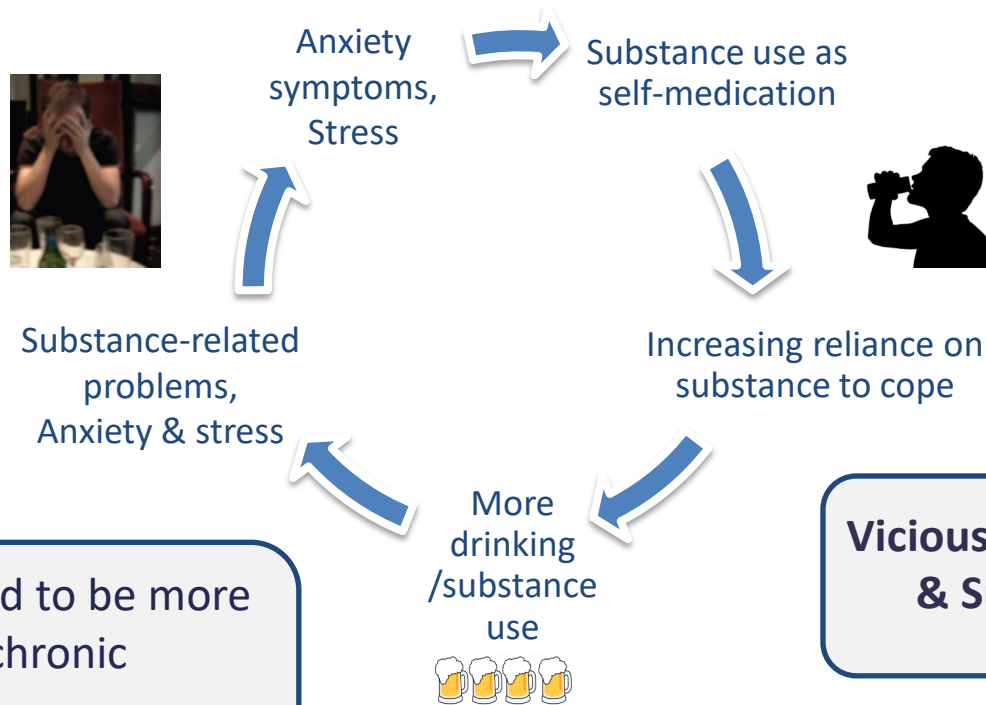 Anxiety
symptoms,
Stress
Substance use as
self-medication
Increasing reliance on
substance to cope
More
drinking
/substance
use
Substance-related
problems,
Anxiety & stress
d to be more
chronic
Vicious
& S